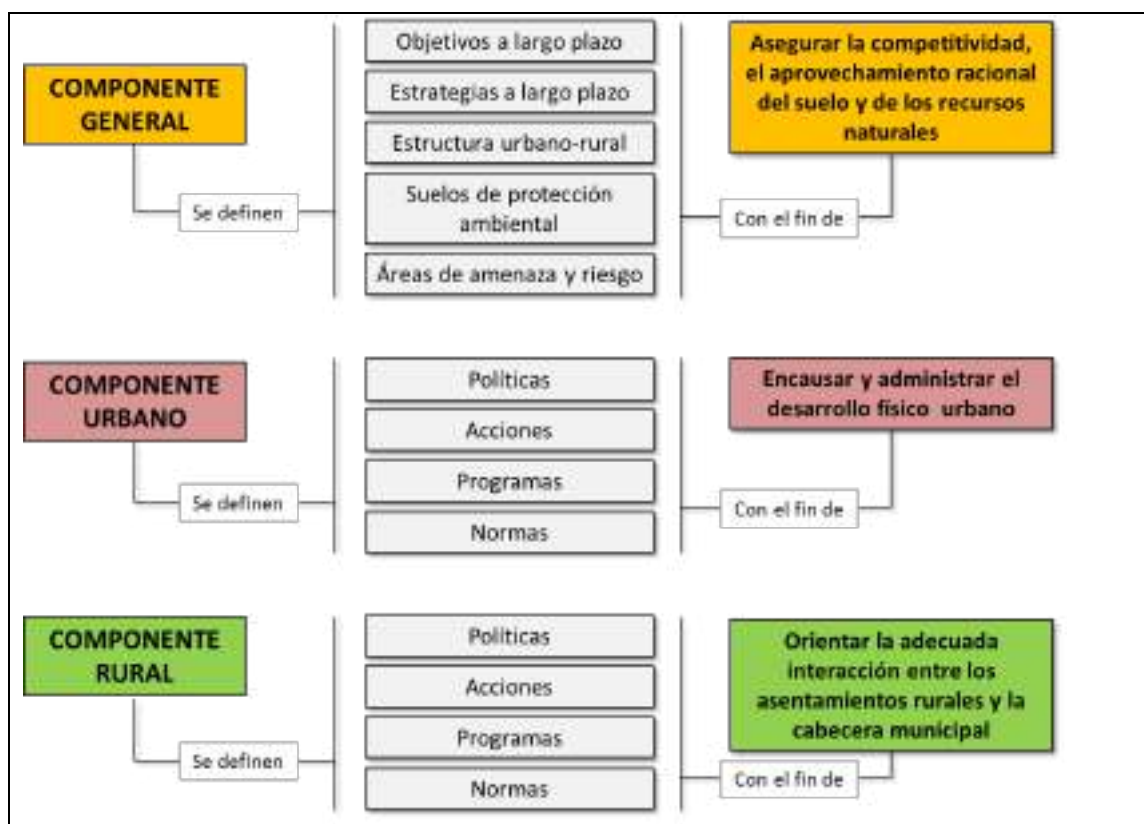 COMPONENTE
GENERAL
Se definen
Objetivos a largo plazo
Estrategias a largo plazo
Estructura urbano-rural
Suelos de protección
ambiental
Áreas de amenaza y riesgo
Con el fin de
Asegurar la competitividad,
el aprovechamiento racional
del suelo y de los recursos
naturales
COMPONENTE
URBANO
Se definen
Políticas
Acciones
Programas
Normas
Con el fin de
Encausar y administrar el
desarrollo físico urbano
COMPONENTE
RURAL
Se definen
Políticas
Acciones
Programas
Normas
Con el fin de
Orientar la adecuada
interacción entre los
asentamientos rurales y la
cabecera municipal